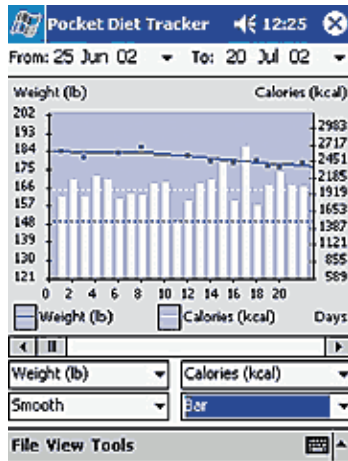 Pocket Diet Tracker 12:25
From: 25 Jun 02 To: 20 Jul 02
Weight (lb) Calories (kcal)
202
193 2983
184 2717
175 2451
166 2185
157 1919
148 1653
139 1387
130 1121
121 855
589
0 2 4 6 8 10 12 14 16 18 20
Weight (lb) Calories (kcal) Days
Weight (lb) Calories (kcal)
Smooth Bar
File View Tools